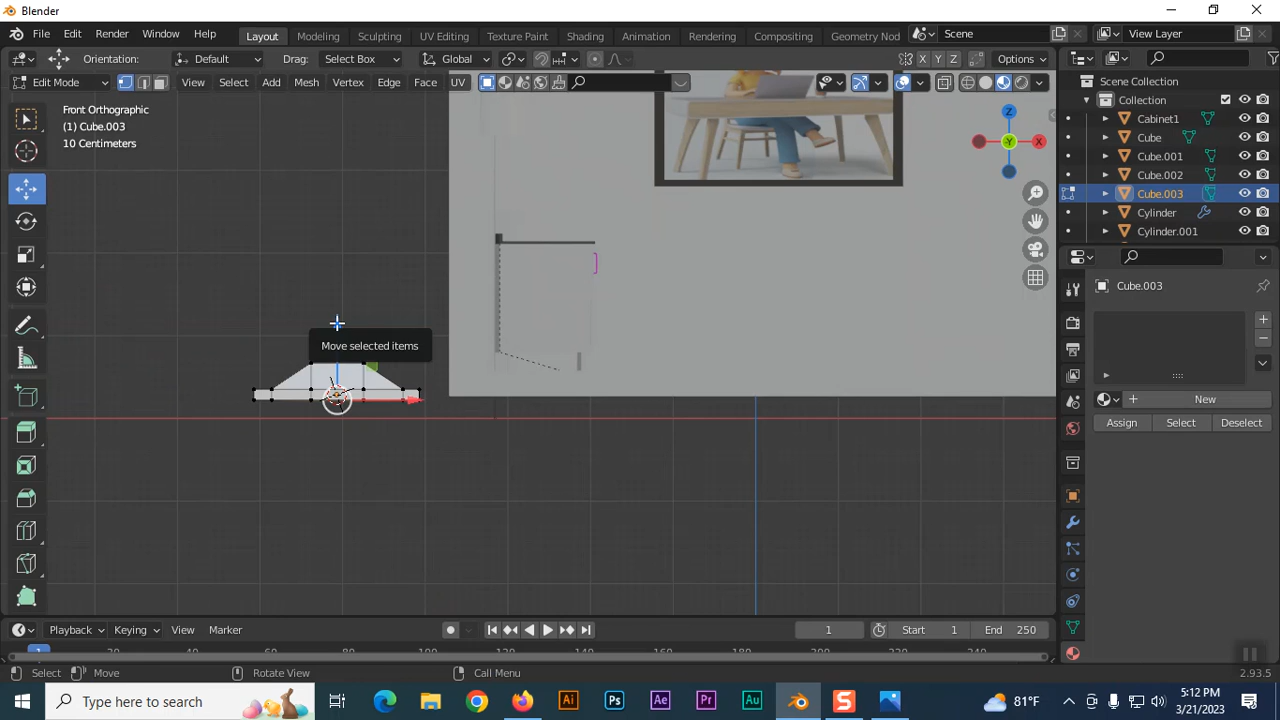 Blender
File Edit Render Window Help Layout Modeling Sculpting UV Editing Texture Paint Shading Animation Rendering Compositing Geometry Nod Scene View Layer
Orientation: Default Drag: Select Box Global X Y Z Options
Edit Mode View Select Add Mesh Vertex Edge Face UV
Front Orthographic
(1) Cube.003
10 Centimeters
Z
X
Y
Move selected items
Scene Collection
Collection
Cabinet1
Cube
Cube.001
Cube.002
Cube.003
Cylinder
Cylinder.001
Cube.003
New
Assign Select Deselect
Playback Keying View Marker 1 Start 1 End 250
Select Move Rotate View Call Menu 2.93.5
Type here to search Ai Ps Ae Pr Au S 81°F 5:12 PM
3/21/2023